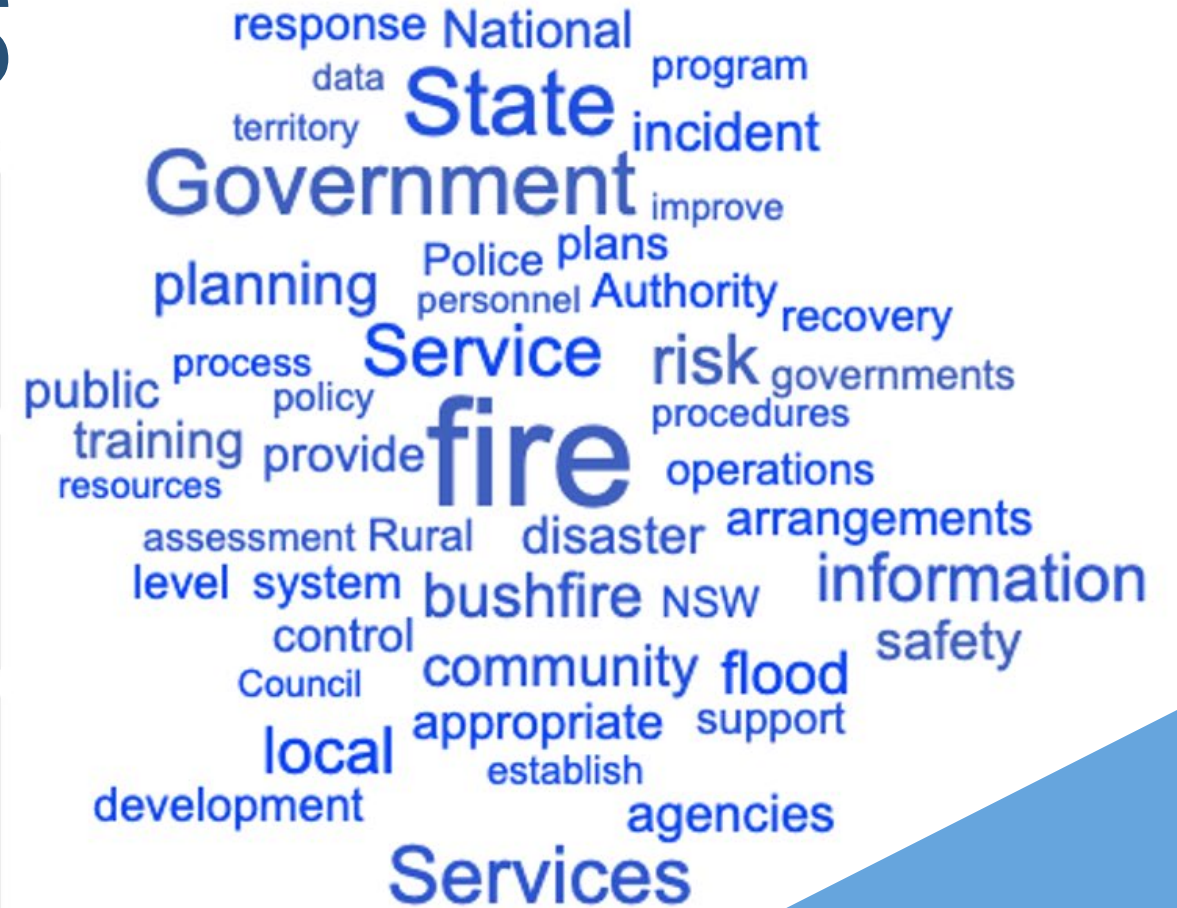 response National
program
data State
territory incident
Government improve
Police plans
planning personnel Authority recovery
process Service risk governments
public policy procedures
training provide fire operations
resources
assessment Rural disaster arrangements
level system bushfire NSW information
control safety
community flood
Council
appropriate support
local establish
development agencies
Services